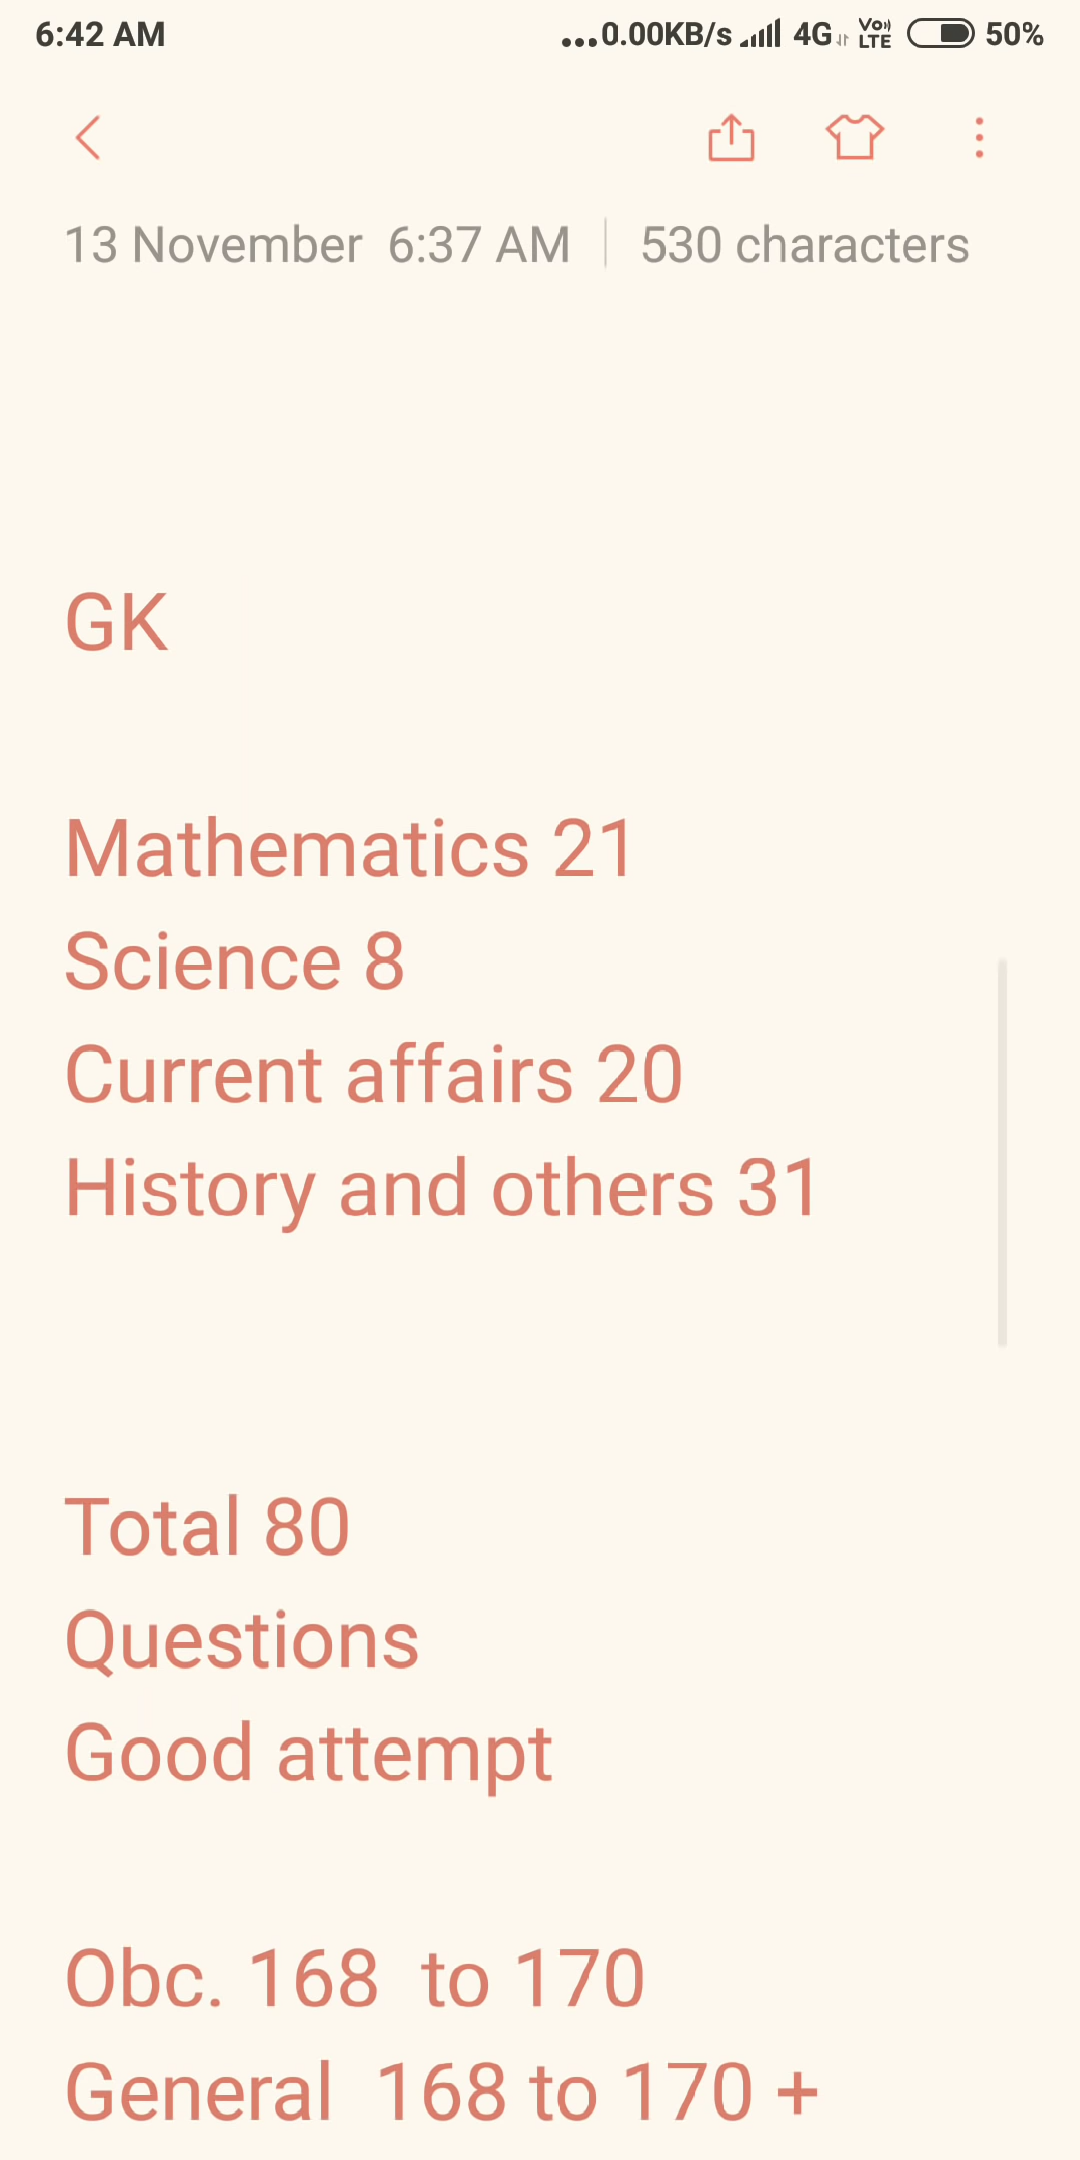 6:42 AM ...0.00KB/s 4G VoLTE 50%
13 November 6:37 AM | 530 characters
GK
Mathematics 21
Science 8
Current affairs 20
History and others 31
Total 80
Questions
Good attempt
Obc. 168 to 170
General 168 to 170 +